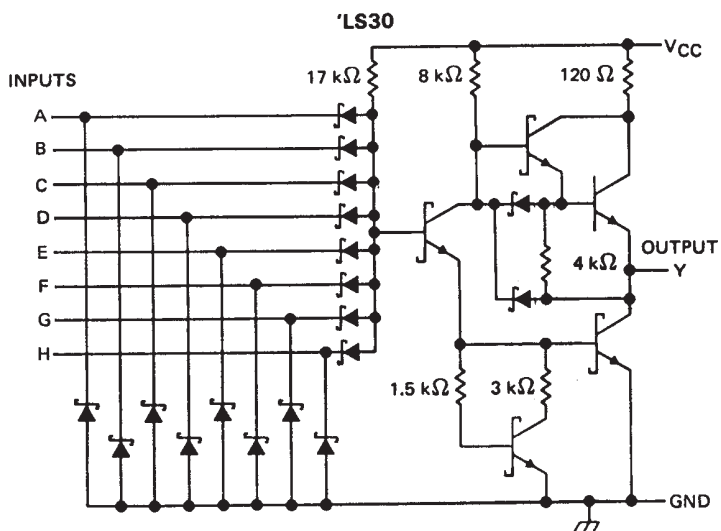 'LS30
VCC
17 kΩ
8 kΩ
120 Ω
INPUTS
A
B
C
D
E
F
G
H
OUTPUT
4 kΩ
Y
1.5 kΩ
3 kΩ
GND